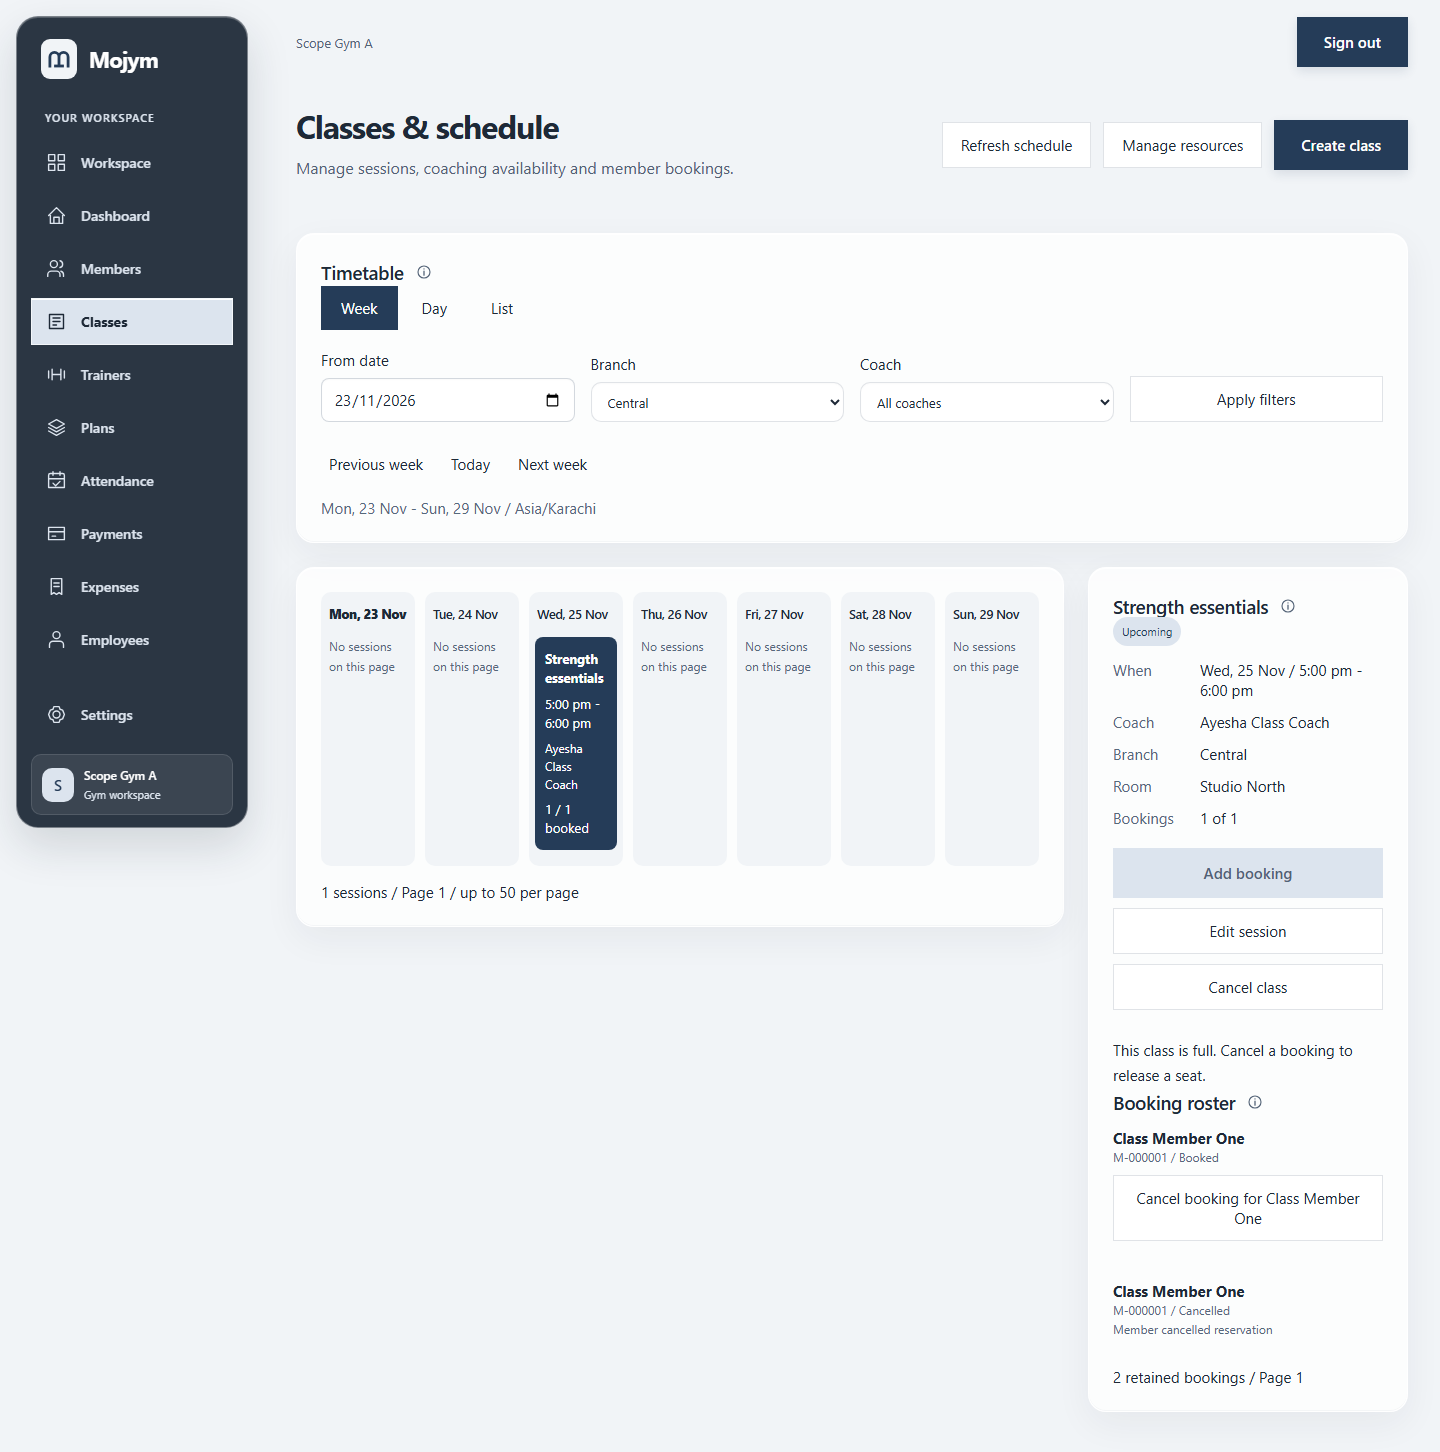 Mojym
YOUR WORKSPACE
Workspace
Dashboard
Members
Classes
Trainers
Plans
Attendance
Payments
Expenses
Employees
Settings
S
Scope Gym A
Gym workspace
Scope Gym A
Sign out
Classes & schedule
Manage sessions, coaching availability and member bookings.
Refresh schedule
Manage resources
Create class
Timetable
Week
Day
List
From date
23/11/2026
Branch
Central
Coach
All coaches
Apply filters
Previous week
Today
Next week
Mon, 23 Nov - Sun, 29 Nov / Asia/Karachi
Mon, 23 Nov
No sessions
on this page
Tue, 24 Nov
No sessions
on this page
Wed, 25 Nov
Strength
essentials
5:00 pm -
6:00 pm
Ayesha
Class
Coach
1 / 1
booked
Thu, 26 Nov
No sessions
on this page
Fri, 27 Nov
No sessions
on this page
Sat, 28 Nov
No sessions
on this page
Sun, 29 Nov
No sessions
on this page
1 sessions / Page 1 / up to 50 per page
Strength essentials
Upcoming
When Wed, 25 Nov / 5:00 pm -
6:00 pm
Coach Ayesha Class Coach
Branch Central
Room Studio North
Bookings 1 of 1
Add booking
Edit session
Cancel class
This class is full. Cancel a booking to
release a seat.
Booking roster
Class Member One
M-000001 / Booked
Cancel booking for Class Member
One
Class Member One
M-000001 / Cancelled
Member cancelled reservation
2 retained bookings / Page 1